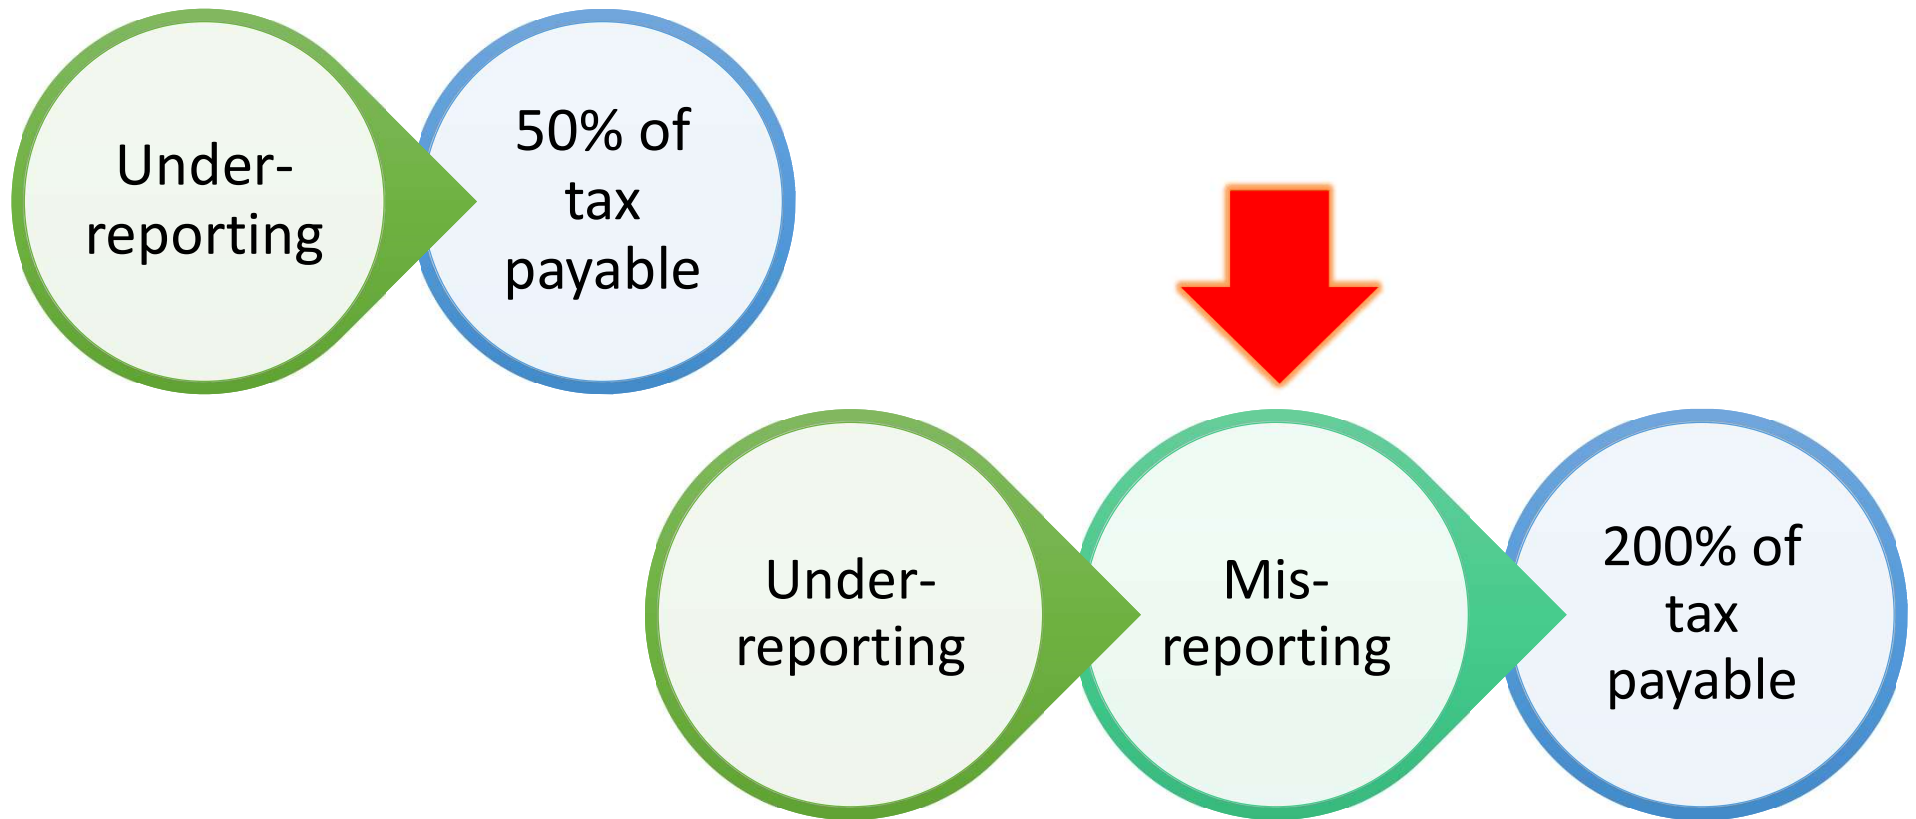 Under-
reporting
50% of
tax
payable
Under-
reporting
Mis-
reporting
200% of
tax
payable